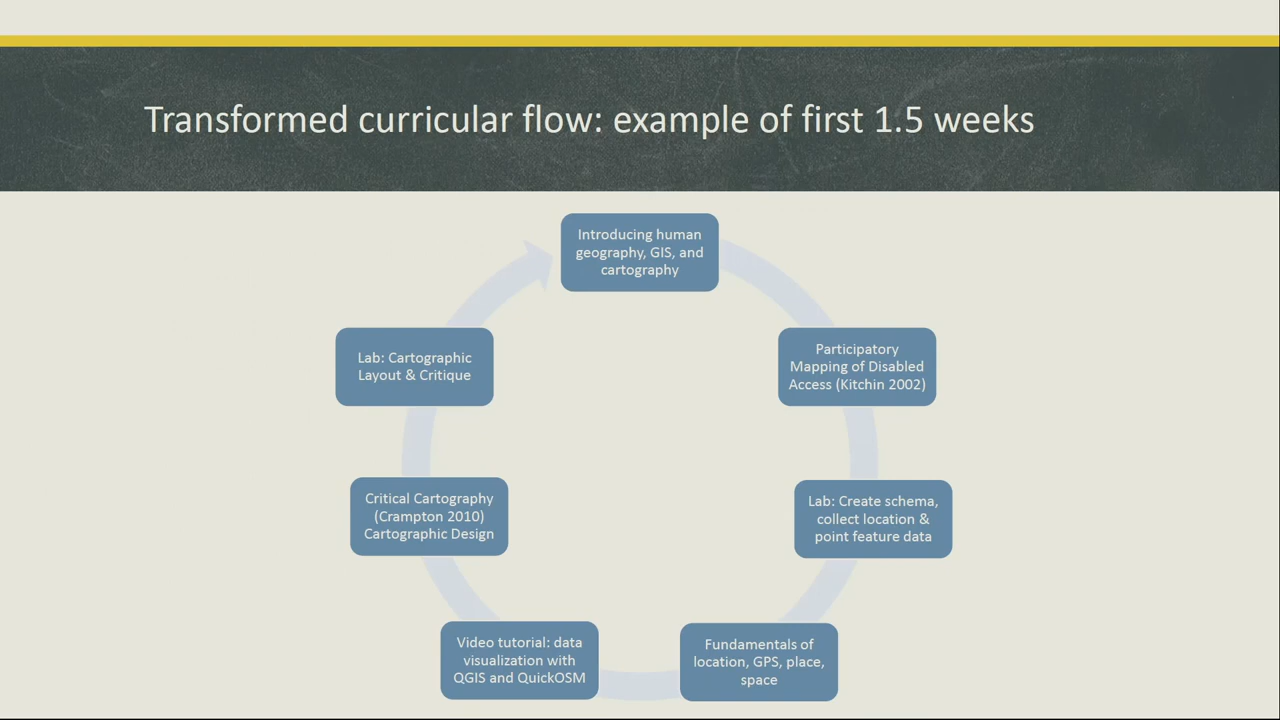 Transformed curricular flow: example of first 1.5 weeks
Introducing human
geography, GIS, and
cartography
Participatory
Mapping of Disabled
Access (Kitchin 2002)
Lab: Create schema,
collect location &
point feature data
Fundamentals of
location, GPS, place,
space
Video tutorial: data
visualization with
QGIS and QuickOSM
Critical Cartography
(Crampton 2010)
Cartographic Design
Lab: Cartographic
Layout & Critique